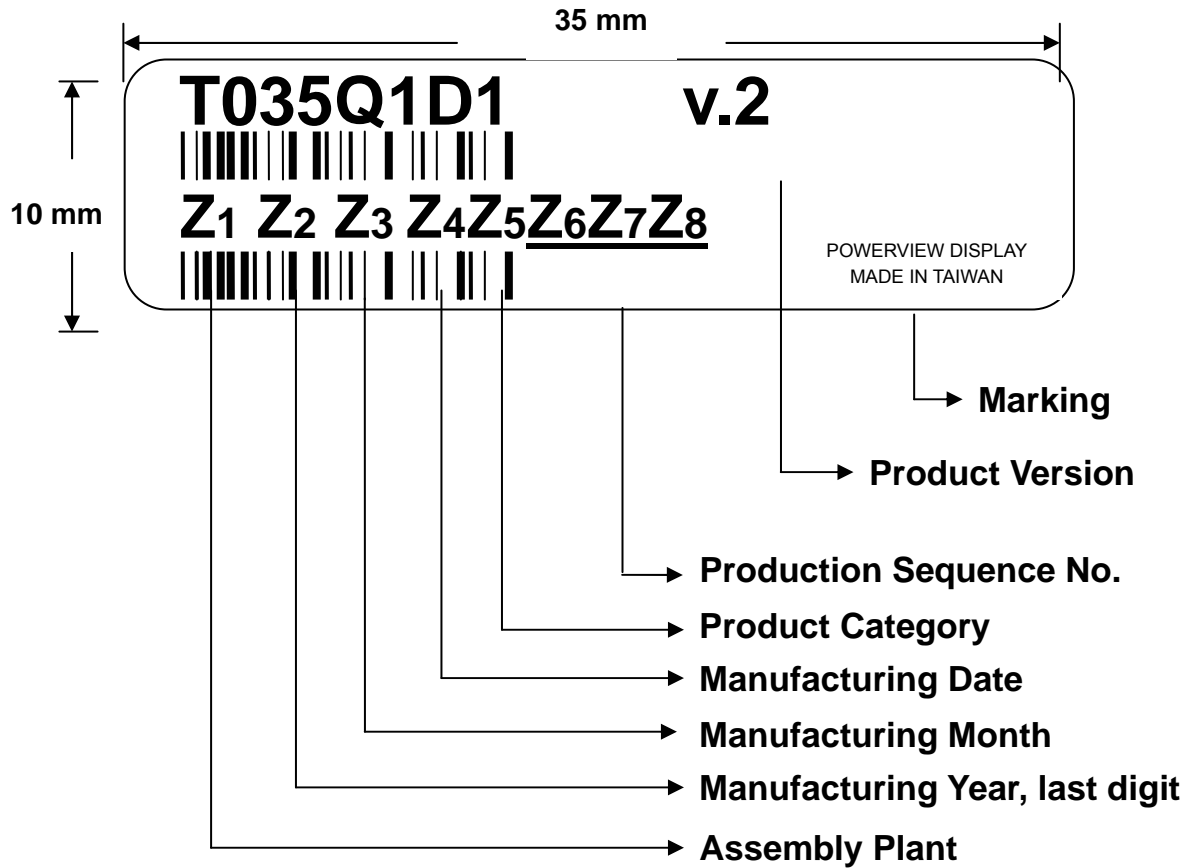 35 mm
T035Q1D1 v.2
10 mm
Z1 Z2 Z3 Z4Z5Z6Z7Z8
POWERVIEW DISPLAY
MADE IN TAIWAN
Marking
Product Version
Production Sequence No.
Product Category
Manufacturing Date
Manufacturing Month
Manufacturing Year, last digit
Assembly Plant